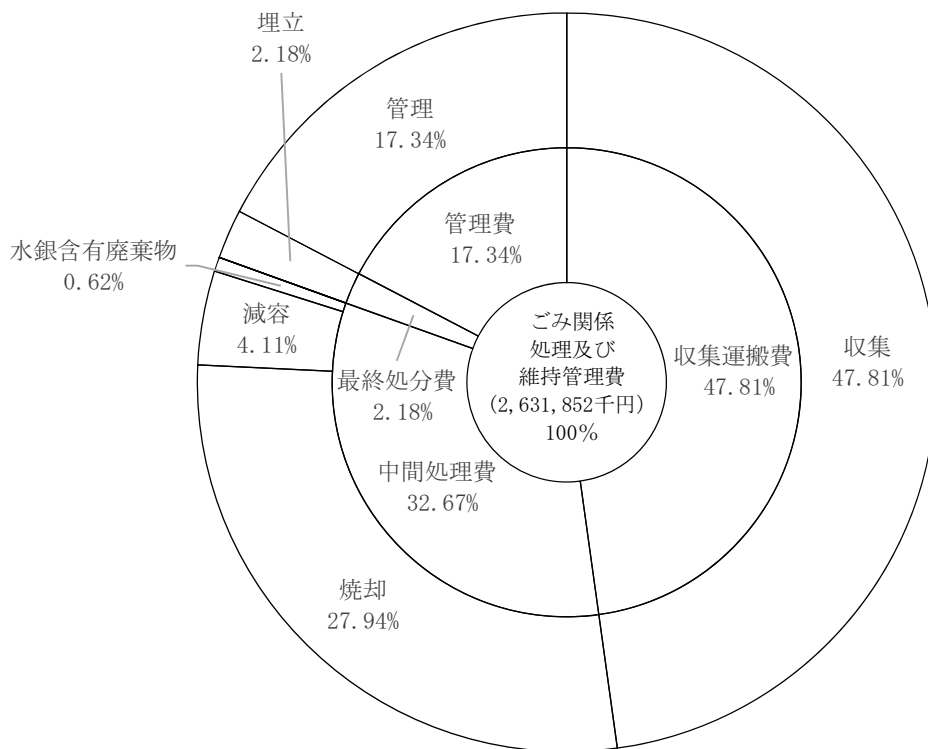 埋立
2.18%
管理
17.34%
管理費
17.34%
水銀含有廃棄物
0.62%
減容
4.11%
最終処分費
2.18%
ごみ関係
処理及び
維持管理費
(2,631,852千円)
100%
収集運搬費
47.81%
収集
47.81%
中間処理費
32.67%
焼却
27.94%